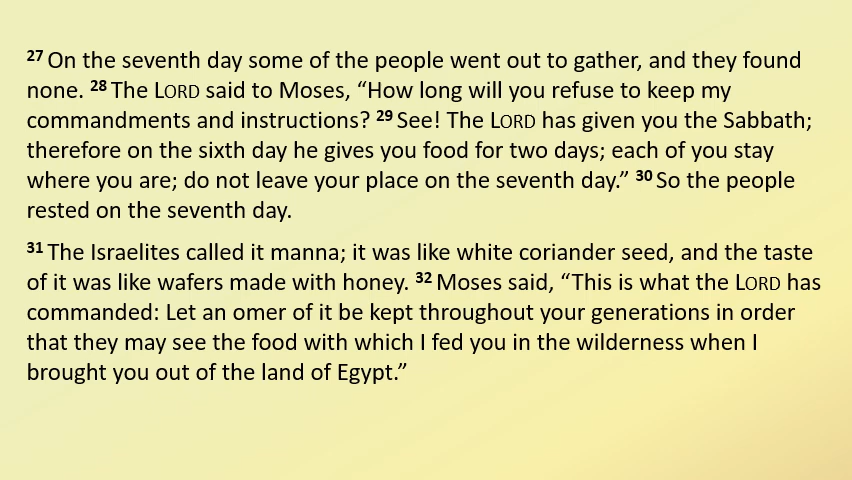 27 On the seventh day some of the people went out to gather, and they found
none. 28 The LORD said to Moses, “How long will you refuse to keep my
commandments and instructions? 29 See! The LORD has given you the Sabbath;
therefore on the sixth day he gives you food for two days; each of you stay
where you are; do not leave your place on the seventh day.” 30 So the people
rested on the seventh day.
31 The Israelites called it manna; it was like white coriander seed, and the taste
of it was like wafers made with honey. 32 Moses said, “This is what the LORD has
commanded: Let an omer of it be kept throughout your generations in order
that they may see the food with which I fed you in the wilderness when I
brought you out of the land of Egypt.”